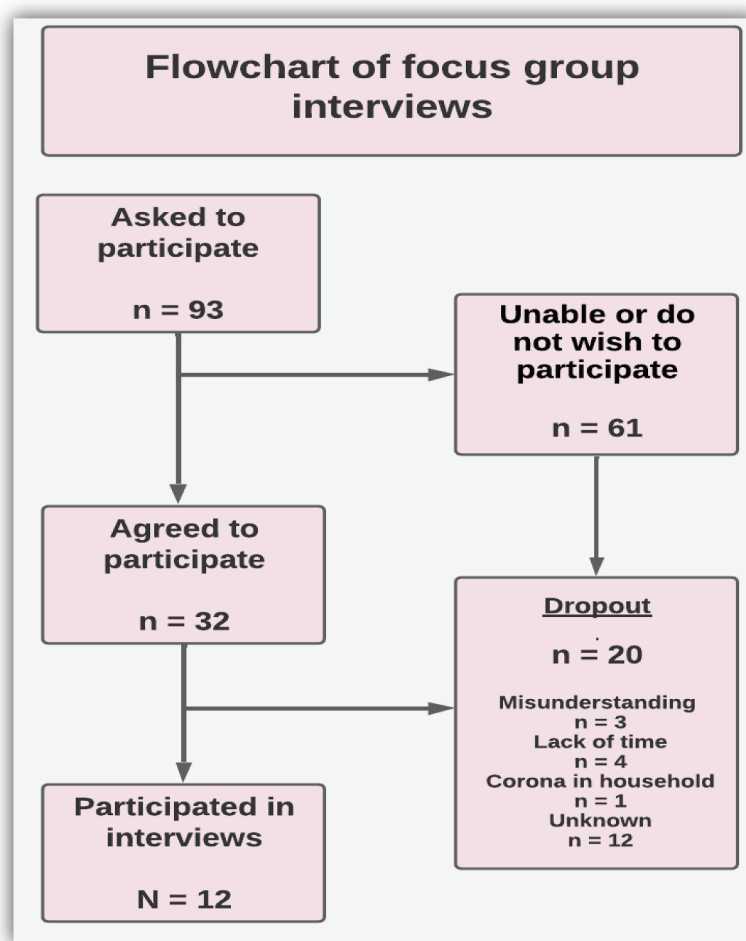 Flowchart of focus group
interviews
Asked to
participate
n = 93
Unable or do
not wish to
participate
n = 61
Agreed to
participate
n = 32
Dropout
.
n = 20
Misunderstanding
n = 3
Lack of time
n = 4
Corona in household
n = 1
Unknown
n = 12
Participated in
interviews
N = 12